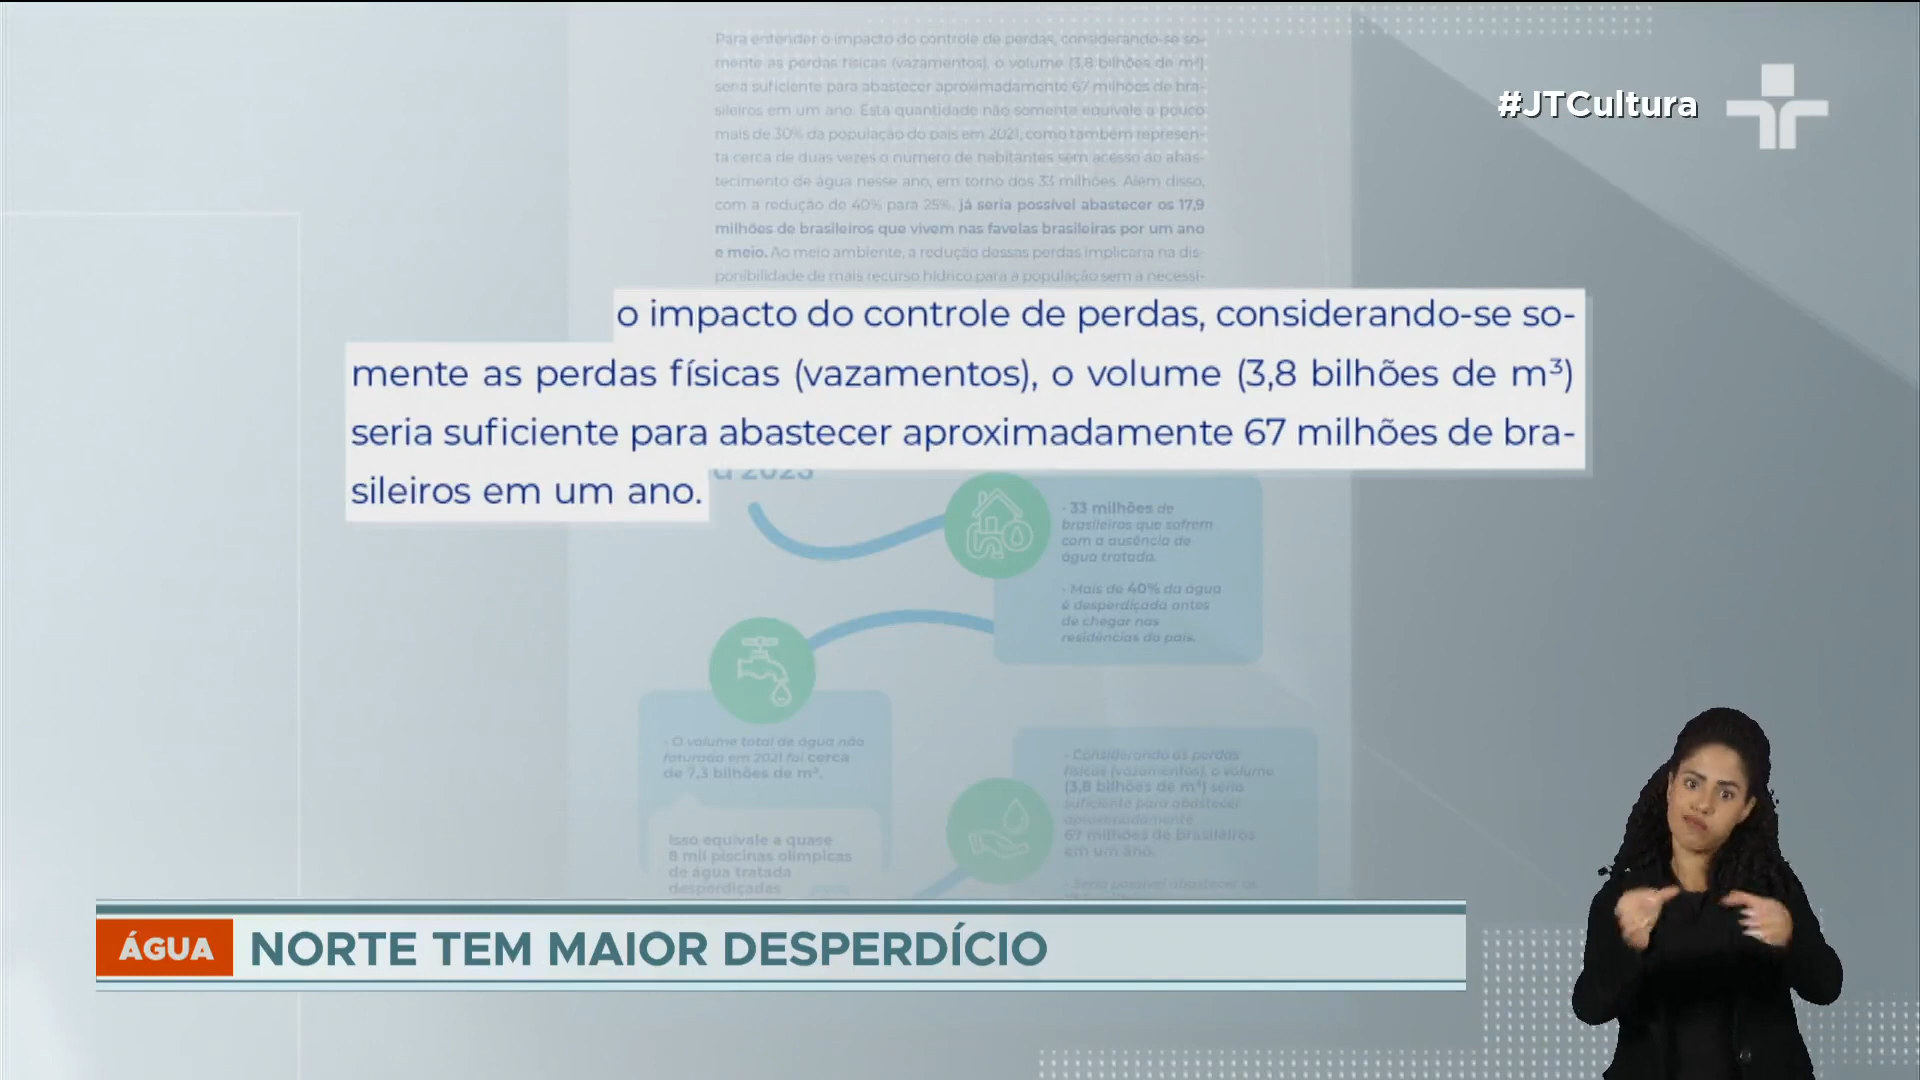 Para entender o impacto do controle de perdas, considerando-se so-
mente as perdas físicas (vazamentos), o volume (3,8 bilhões de m³)
seria suficiente para abastecer aproximadamente 67 milhões de bra-
sileiros em um ano. Esta quantidade não somente equivale a pouco
mais de 30% da população do país em 2021, como também represen-
ta cerca de duas vezes o número de habitantes sem acesso ao abas-
tecimento de água nesse ano, em torno dos 33 milhões. Além disso,
com a redução de 40% para 25%, já seria possível abastecer os 17,9
milhões de brasileiros que vivem nas favelas brasileiras por um ano
e meio. Ao meio ambiente, a redução dessas perdas implicaria na dis-
ponibilidade de mais recurso hídrico para a população sem a necessi-
#JTCultura
o impacto do controle de perdas, considerando-se so-
mente as perdas físicas (vazamentos), o volume (3,8 bilhões de m³)
seria suficiente para abastecer aproximadamente 67 milhões de bra-
sileiros em um ano.
2023
- 33 milhões de
brasileiros que sofrem
com a ausência de
água tratada.
- Mais de 40% da água
é desperdiçada antes
de chegar nas
residências do país.
- O volume total de água não
faturada em 2021 foi cerca
de 7,3 bilhões de m³.
Isso equivale a quase
8 mil piscinas olímpicas
de água tratada
desperdiçadas
- Considerando as perdas
físicas (vazamentos), o volume
(3,8 bilhões de m³) seria
suficiente para abastecer
aproximadamente
67 milhões de brasileiros
em um ano.
- Seria possível abastecer os
ÁGUA NORTE TEM MAIOR DESPERDÍCIO